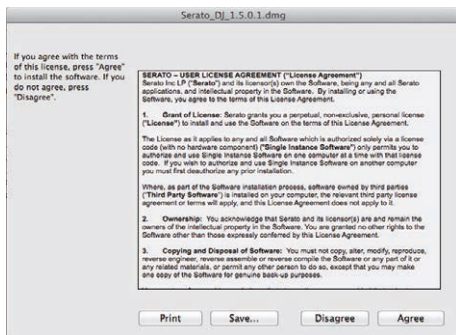 Serato_DJ_1.5.0.1.dmg
If you agree with the terms
of this license, press "Agree"
to install the software. If you
do not agree, press
"Disagree".
SERATO – USER LICENSE AGREEMENT ("License Agreement")
Serato Inc LP ("Serato") and its licensor(s) own the Software, being any and all Serato
applications, and intellectual property in the Software. By installing or using the
Software, you agree to the terms of this License Agreement.
1. Grant of License: Serato grants you a perpetual, non-exclusive, personal license
("License") to install and use the Software on the terms of this License Agreement.
The License as it applies to any and all Software which is authorized solely via a license
code (with no hardware component) ("Single Instance Software") only permits you to
authorize and use Single Instance Software on one computer at a time with that license
code. If you wish to authorize and use Single Instance Software on another computer
you must first deauthorize any prior installation.
Where, as part of the Software installation process, software owned by third parties
("Third Party Software") is installed on your computer, the relevant third party license
agreement or terms will apply, and this License Agreement does not apply to it.
2. Ownership: You acknowledge that Serato and its licensor(s) are and remain the
owners of the intellectual property in the Software. You are granted no other rights to the
Software other than those expressly conferred by this License Agreement.
3. Copying and Disposal of Software: You must not copy, alter, modify, reproduce,
reverse engineer, reverse assemble or reverse compile the Software or any part of it or
any related materials, or permit any other person to do so, except that you may make
one copy of the Software for genuine back-up purposes.
Print Save... Disagree Agree